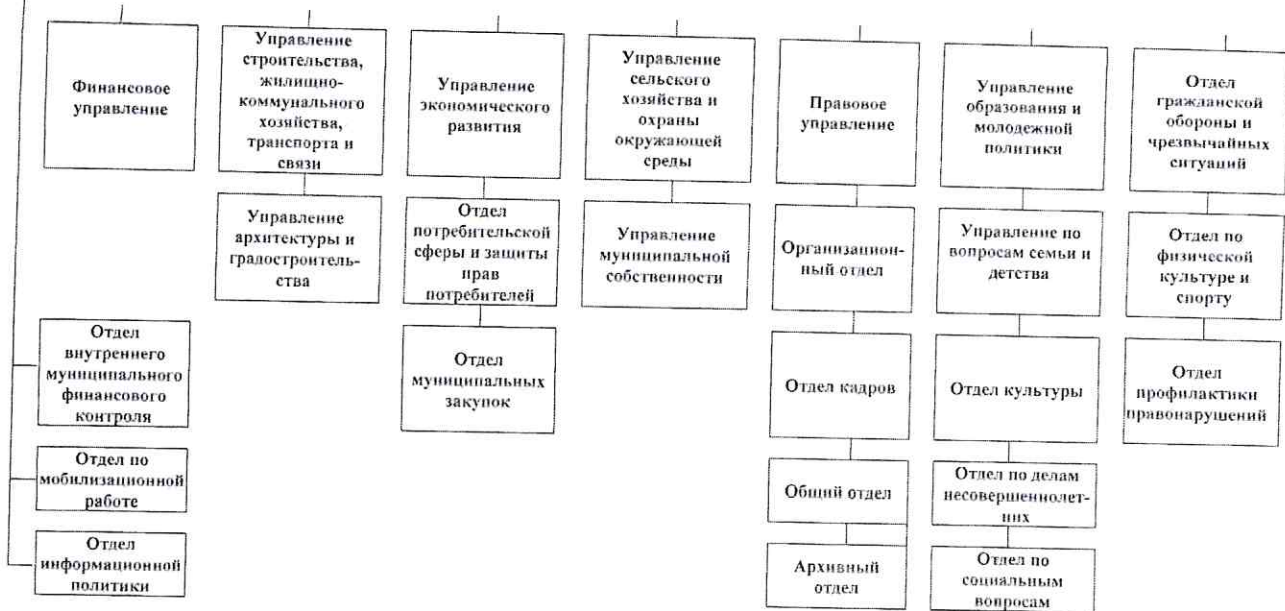 Финансовое
управление
Управление
строительства,
жилищно-
коммунального
хозяйства,
транспорта и
связи
Управление
экономического
развития
Управление
сельского
хозяйства и
охраны
окружающей
среды
Правовое
управление
Управление
образования и
молодежной
политики
Отдел
гражданской
обороны и
чрезвычайных
ситуаций
Управление
архитектуры и
градостроитель-
ства
Отдел
потребительской
сферы и защиты
прав
потребителей
Управление
муниципальной
собственности
Организацион-
ный отдел
Управление по
вопросам семьи и
детства
Отдел по
физической
культуре и
спорту
Отдел
внутреннего
муниципального
финансового
контроля
Отдел
муниципальных
закупок
Отдел кадров
Отдел культуры
Отдел
профилактики
правонарушений
Отдел по
мобилизационной
работе
Общий отдел
Отдел по делам
несовершеннолет-
них
Отдел
информационной
политики
Архивный
отдел
Отдел по
социальным
вопросам